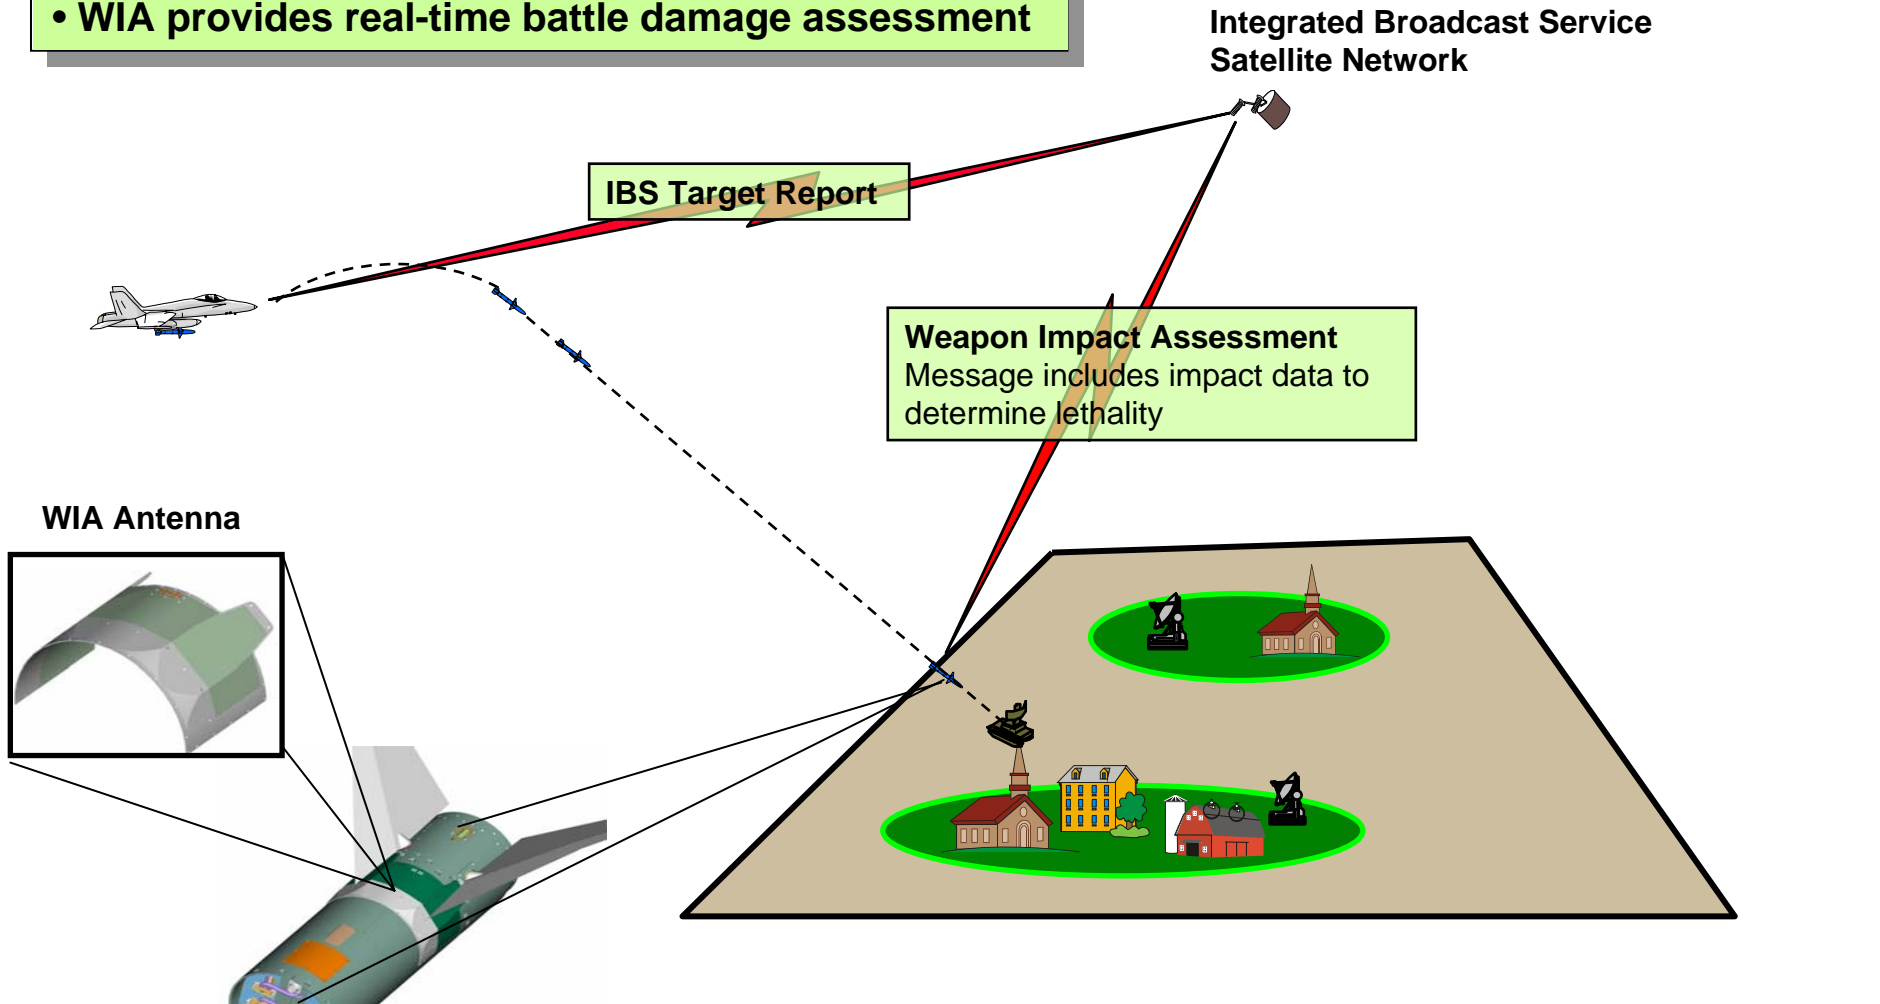 • WIA provides real-time battle damage assessment
Integrated Broadcast Service
Satellite Network
IBS Target Report
Weapon Impact Assessment
Message includes impact data to
determine lethality
WIA Antenna